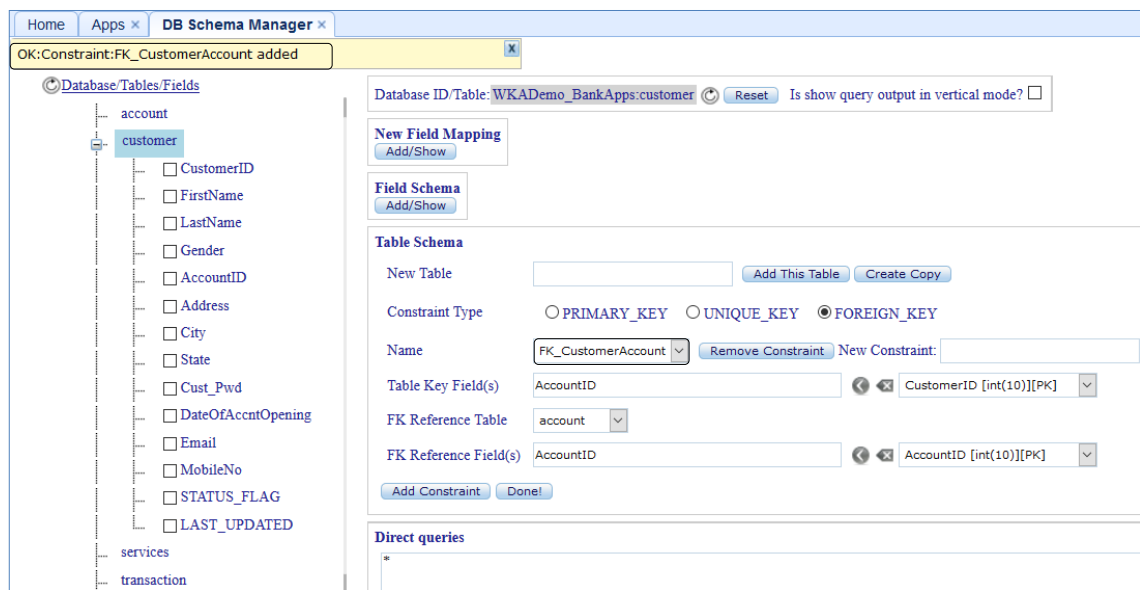 Home Apps × DB Schema Manager ×
OK:Constraint:FK_CustomerAccount added X
Database/Tables/Fields
account
customer
CustomerID
FirstName
LastName
Gender
AccountID
Address
City
State
Cust_Pwd
DateOfAccntOpening
Email
MobileNo
STATUS_FLAG
LAST_UPDATED
services
transaction
Database ID/Table: WKADemo_BankApps:customer Reset Is show query output in vertical mode?
New Field Mapping
Add/Show
Field Schema
Add/Show
Table Schema
New Table Add This Table Create Copy
Constraint Type PRIMARY_KEY UNIQUE_KEY FOREIGN_KEY
Name FK_CustomerAccount Remove Constraint New Constraint:
Table Key Field(s) AccountID CustomerID [int(10)][PK]
FK Reference Table account
FK Reference Field(s) AccountID AccountID [int(10)][PK]
Add Constraint Done!
Direct queries
*